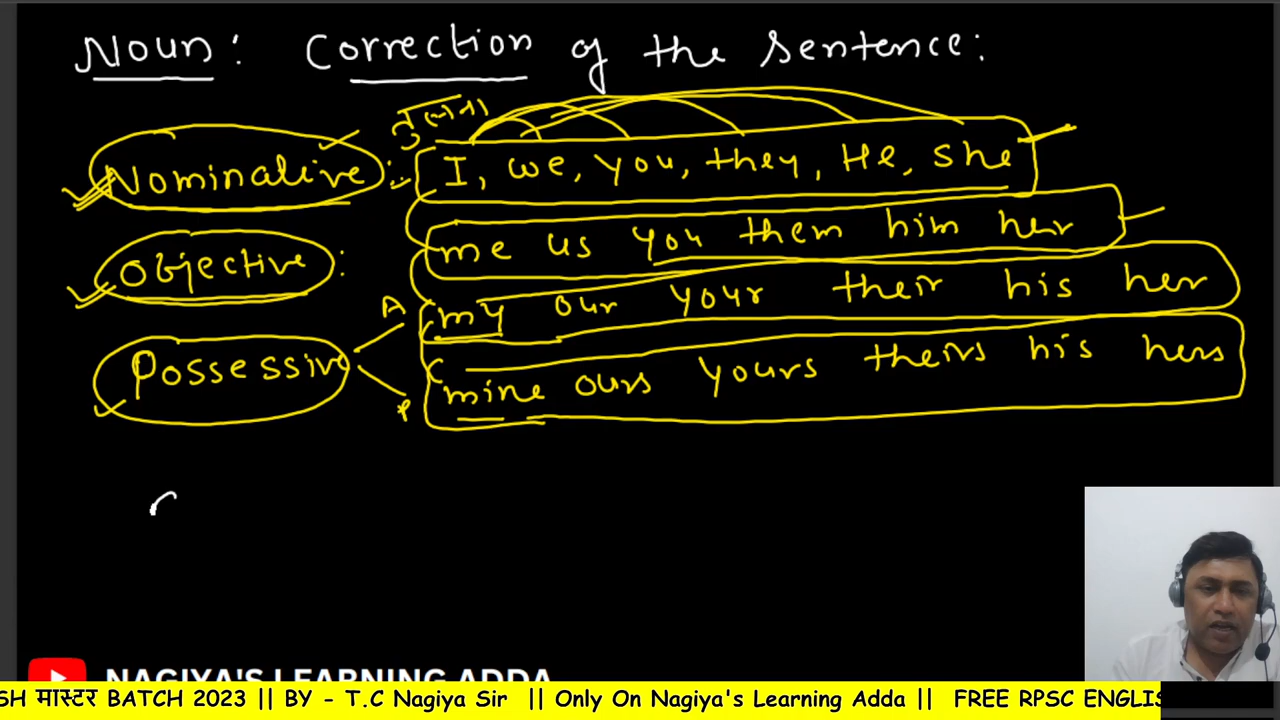 Noun: Correction of the Sentence:
Nominative : I, we, you, they, He, she
Objective : me us you them him her
A my our your their his her
Possessive
P mine ours yours theirs his hers
NAGIYA'S LEARNING ADDA
SH मास्टर BATCH 2023 || BY - T.C Nagiya Sir || Only On Nagiya's Learning Adda || FREE RPSC ENGLIS